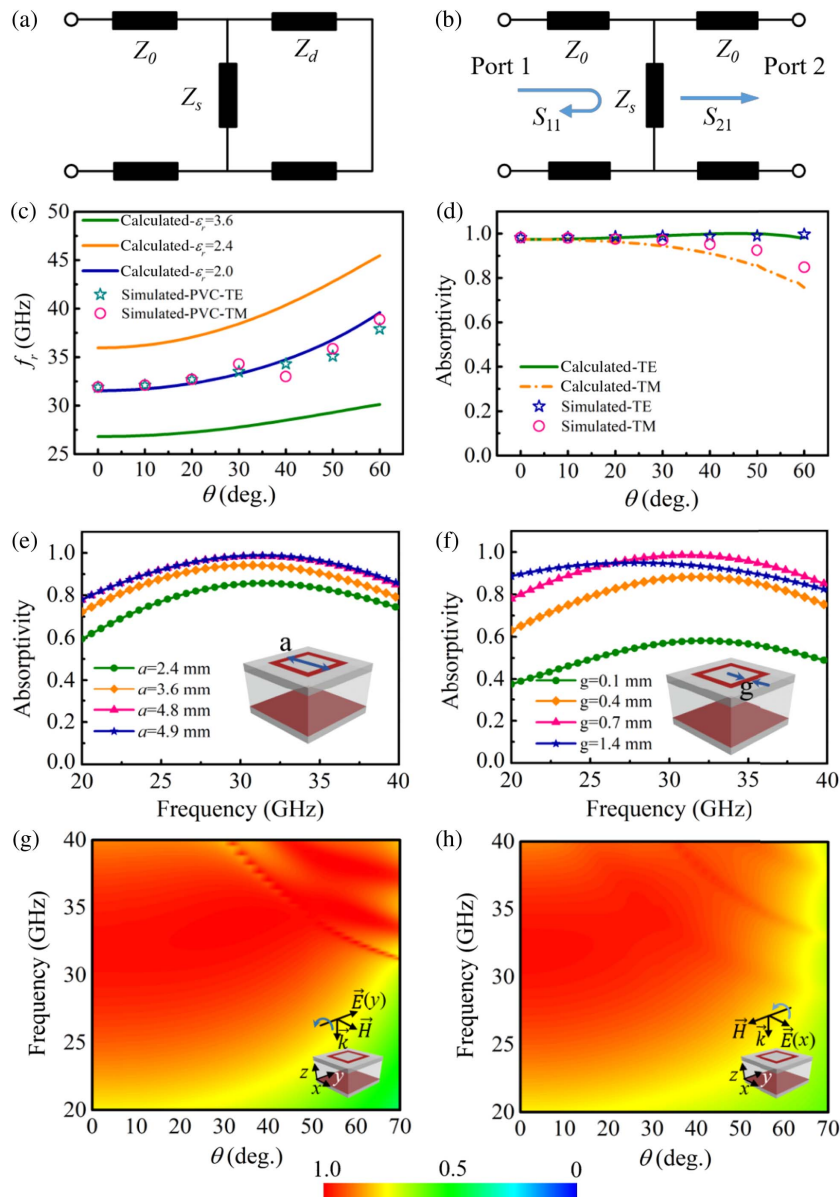 (a)
Z0
Zd
Zs
(b)
Z0
Z0
Port 1
Port 2
Zs
S11
S21
(c)
50
45
40
35
30
25
fr (GHz)
Calculated-εr=3.6
Calculated-εr=2.4
Calculated-εr=2.0
Simulated-PVC-TE
Simulated-PVC-TM
0 10 20 30 40 50 60
θ (deg.)
(d)
1.0
0.8
0.6
0.4
0.2
0.0
Absorptivity
Calculated-TE
Calculated-TM
Simulated-TE
Simulated-TM
0 10 20 30 40 50 60
θ (deg.)
(e)
1.0
0.8
0.6
0.4
0.2
0.0
Absorptivity
a
a=2.4 mm
a=3.6 mm
a=4.8 mm
a=4.9 mm
20 25 30 35 40
Frequency (GHz)
(f)
1.0
0.8
0.6
0.4
0.2
0.0
Absorptivity
g
g=0.1 mm
g=0.4 mm
g=0.7 mm
g=1.4 mm
20 25 30 35 40
Frequency (GHz)
(g)
40
35
30
25
20
Frequency (GHz)
E⃗(y)
H⃗
k⃗
z
y
x
0 10 20 30 40 50 60 70
θ (deg.)
(h)
40
35
30
25
20
Frequency (GHz)
H⃗
k⃗
E⃗(x)
z
y
x
0 10 20 30 40 50 60 70
θ (deg.)
1.0 0.5 0